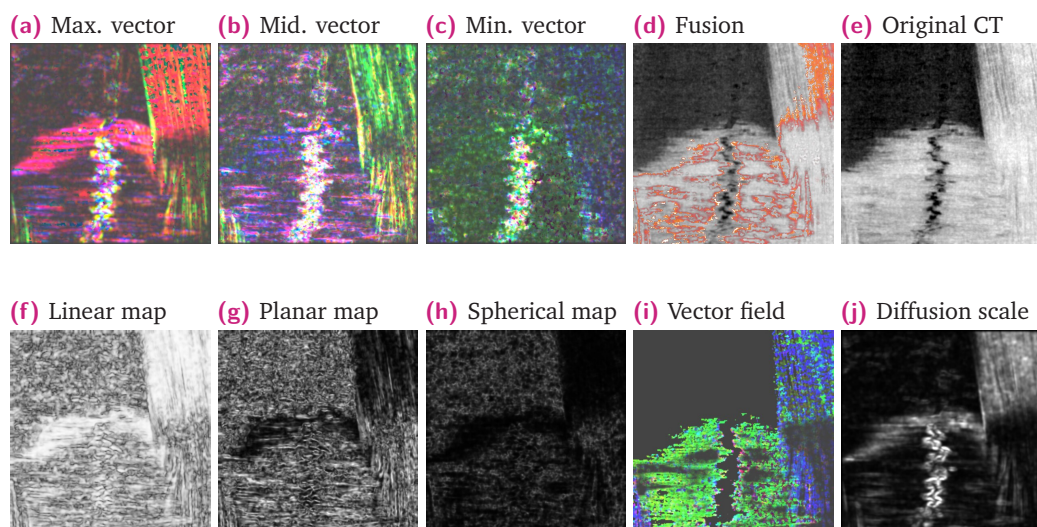 (a) Max. vector (b) Mid. vector (c) Min. vector (d) Fusion (e) Original CT
(f) Linear map (g) Planar map (h) Spherical map (i) Vector field (j) Diffusion scale